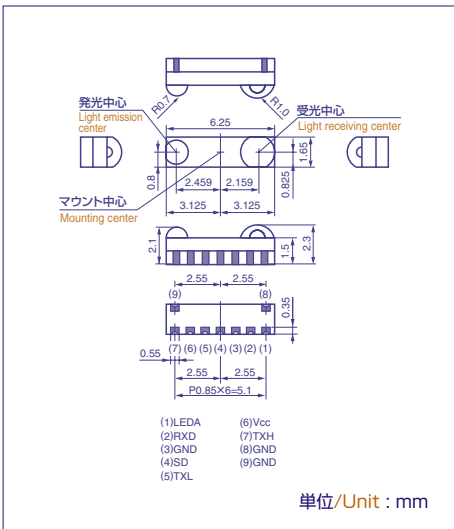 R0.7
R1.0
発光中心
Light emission
center
受光中心
Light receiving center
6.25
1.65
0.825
0.8
2.459
2.159
マウント中心
Mounting center
3.125
3.125
2.1
1.5
2.3
2.55
2.55
(9)
(8)
0.35
0.55
(7) (6) (5) (4) (3) (2) (1)
2.55
2.55
P0.85×6=5.1
(1)LEDA
(2)RXD
(3)GND
(4)SD
(5)TXL
(6)Vcc
(7)TXH
(8)GND
(9)GND
単位/Unit : mm